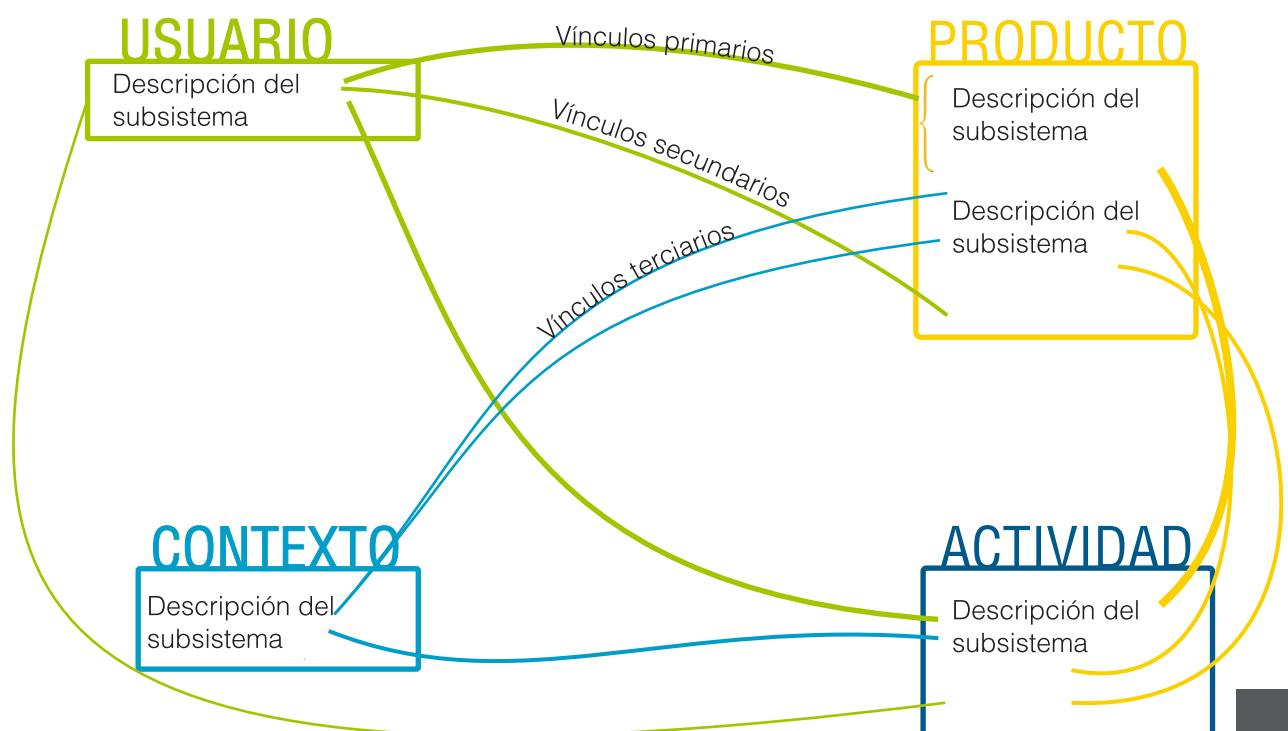 USUARIO
Descripción del
subsistema
Vínculos primarios
Vínculos secundarios
Vínculos terciarios
PRODUCTO
Descripción del
subsistema
Descripción del
subsistema
CONTEXTO
Descripción del
subsistema
ACTIVIDAD
Descripción del
subsistema